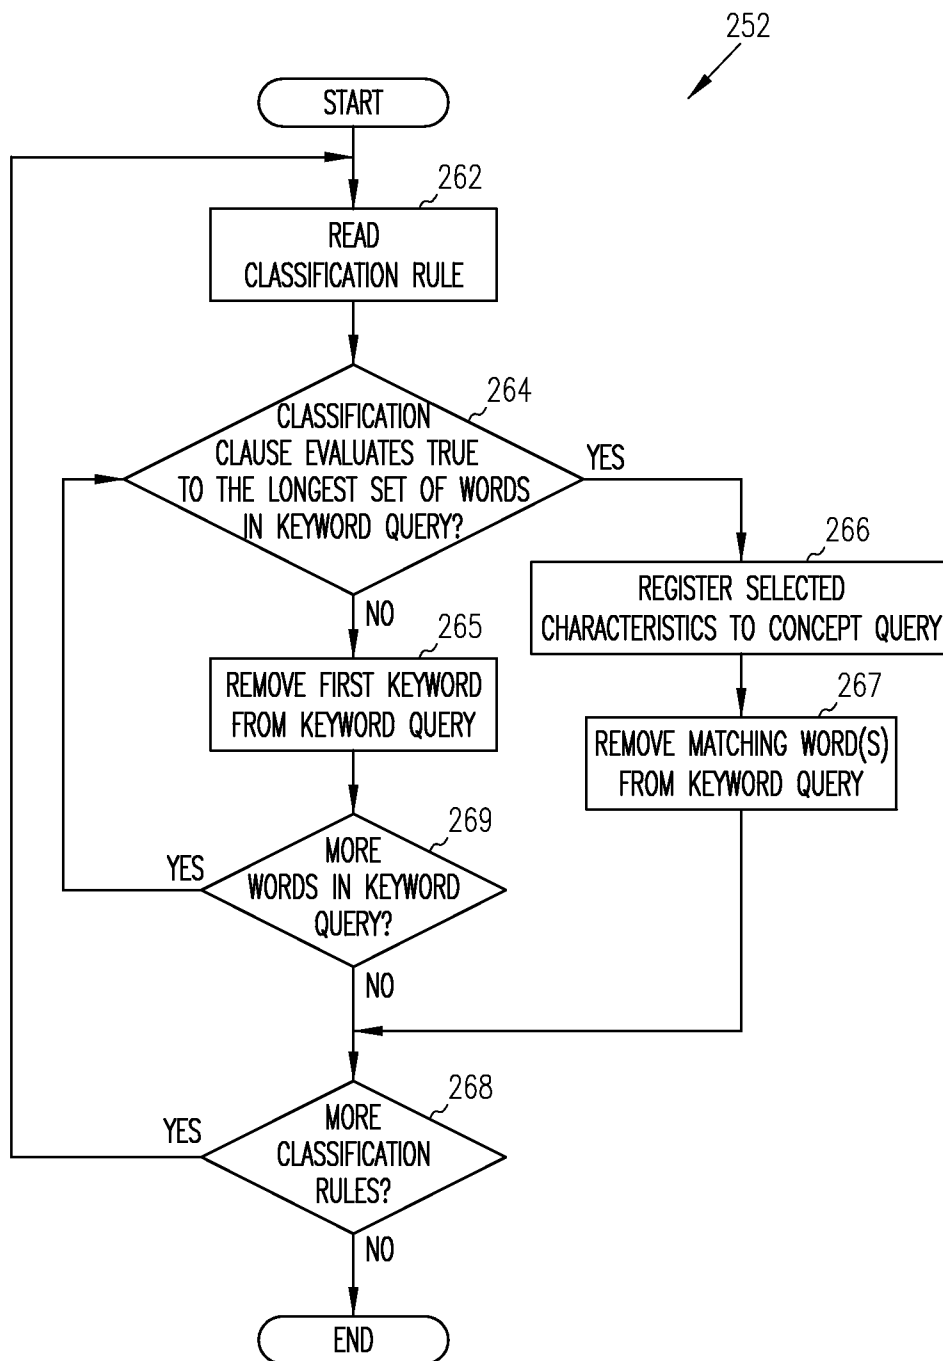 252
START
262
READ
CLASSIFICATION RULE
264
CLASSIFICATION
CLAUSE EVALUATES TRUE
TO THE LONGEST SET OF WORDS
IN KEYWORD QUERY?
YES
NO
266
REGISTER SELECTED
CHARACTERISTICS TO CONCEPT QUERY
265
REMOVE FIRST KEYWORD
FROM KEYWORD QUERY
267
REMOVE MATCHING WORD(S)
FROM KEYWORD QUERY
269
MORE
WORDS IN KEYWORD
QUERY?
YES
NO
268
MORE
CLASSIFICATION
RULES?
YES
NO
END